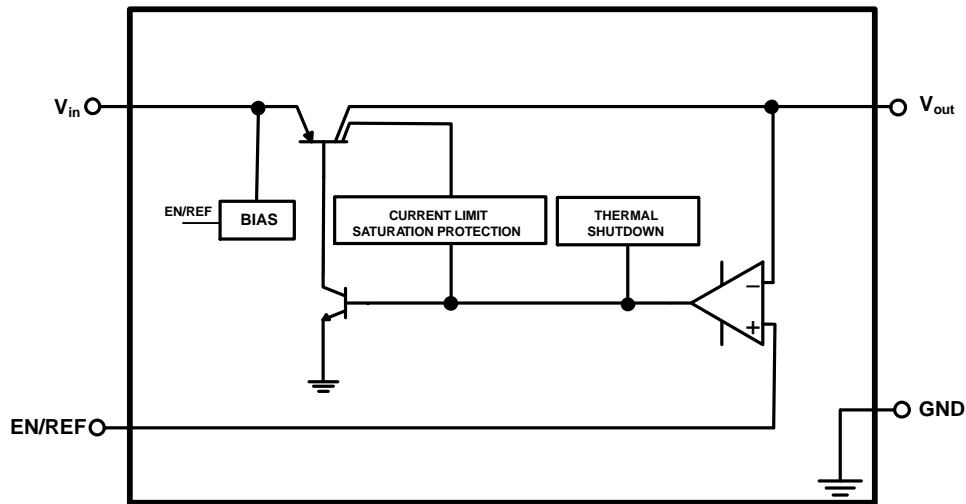 Vin
Vout
EN/REF
BIAS
CURRENT LIMIT
SATURATION PROTECTION
THERMAL
SHUTDOWN
−
+
EN/REF
GND